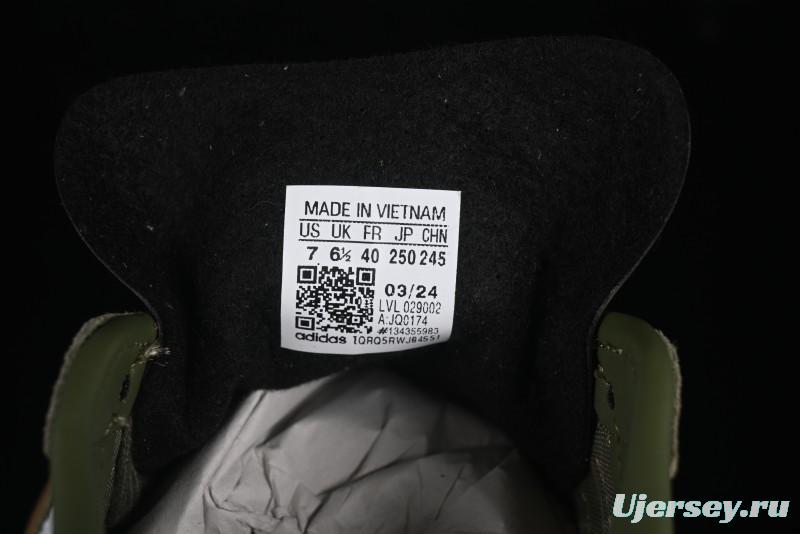 MADE IN VIETNAM
US UK FR JP CHN
7 6½ 40 250 245
03/24
LVL 029002
A:JQ0174
#134355983
adidas
Ujersey.ru